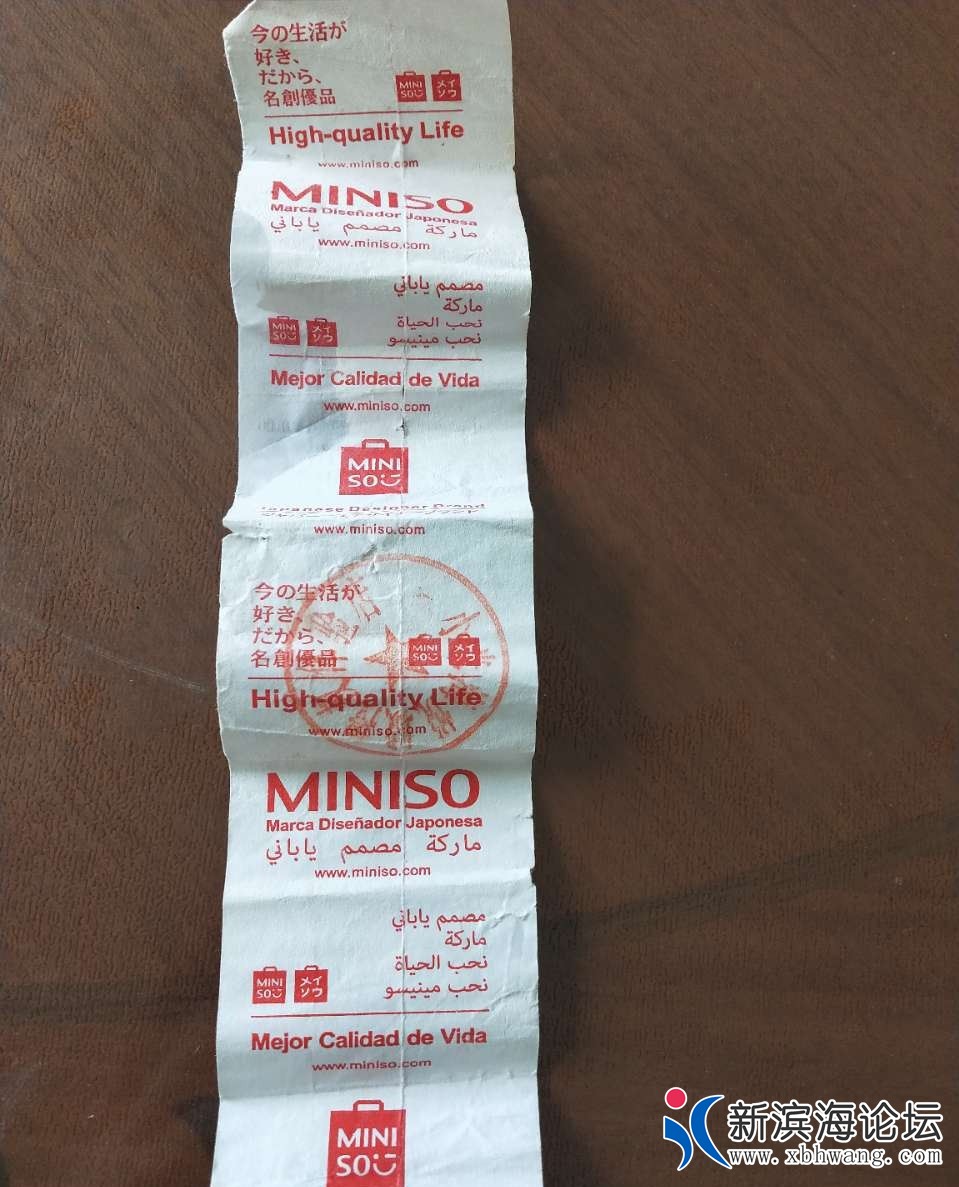 今の生活が
好き、
だから、
名創優品
MINI
SO
メイ
ソウ
High-quality Life
www.miniso.com
MINISO
Marca Diseñador Japonesa
ماركة مصمم ياباني
www.miniso.com
مصمم ياباني
ماركة
نحب الحياة
نحب مينيسو
MINI
SO
メイ
ソウ
Mejor Calidad de Vida
www.miniso.com
MINI
SO
Japanese Designer Brand
www.miniso.com
今の生活が
好き、
だから、
名創優品
MINI
SO
メイ
ソウ
High-quality Life
www.miniso.com
MINISO
Marca Diseñador Japonesa
ماركة مصمم ياباني
www.miniso.com
مصمم ياباني
ماركة
نحب الحياة
نحب مينيسو
MINI
SO
メイ
ソウ
Mejor Calidad de Vida
www.miniso.com
MINI
SO
新滨海论坛
www.xbhwang.com